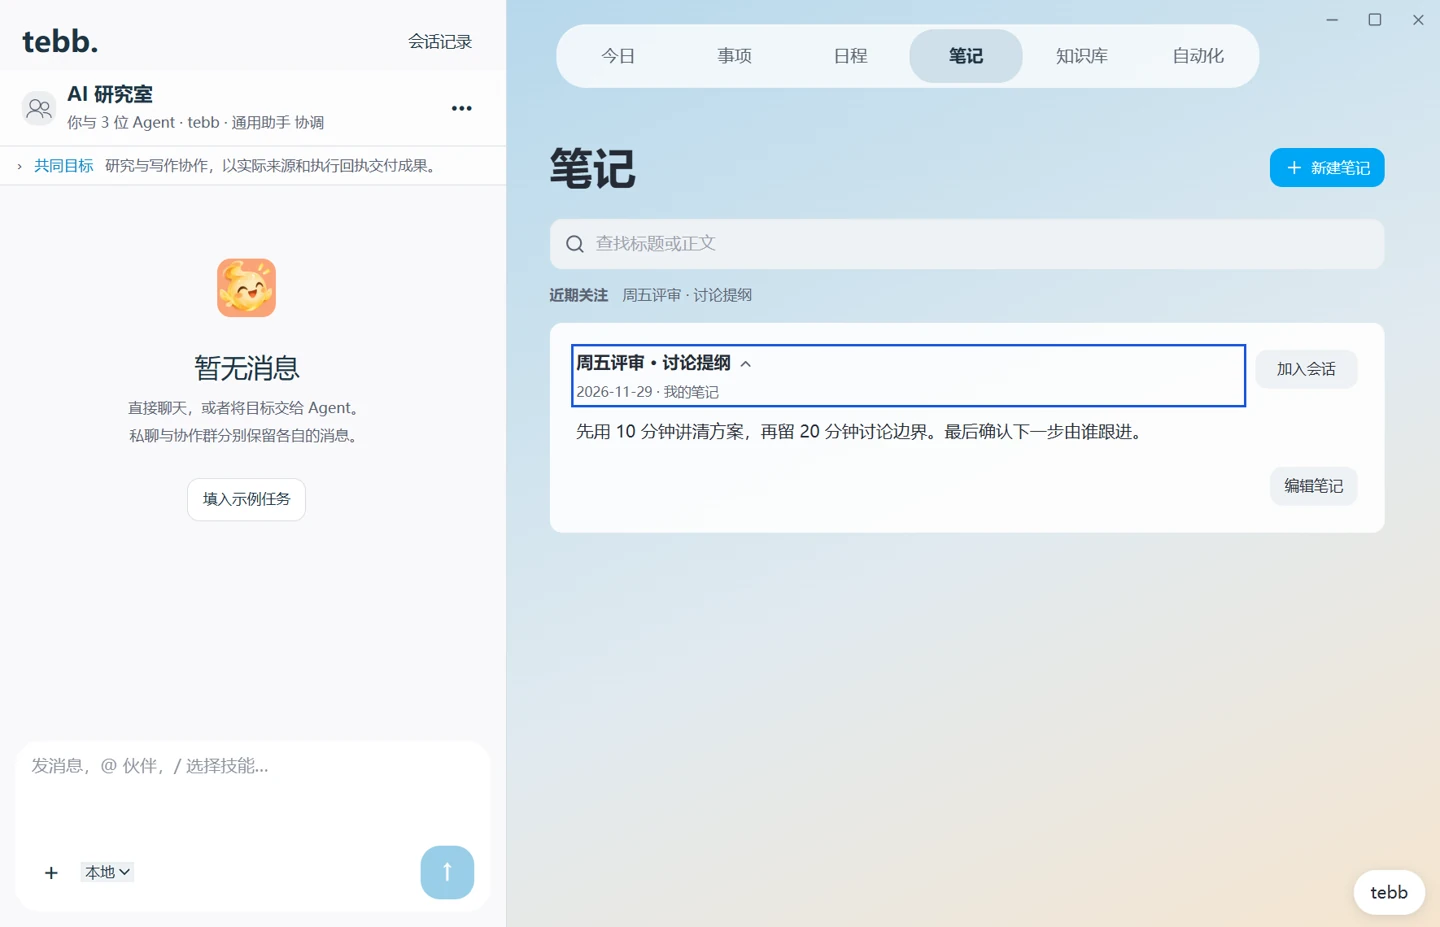 tebb.
会话记录
AI 研究室
你与 3 位 Agent · tebb · 通用助手 协调
共同目标 研究与写作协作，以实际来源和执行回执交付成果。
暂无消息
直接聊天，或者将目标交给 Agent。
私聊与协作群分别保留各自的消息。
填入示例任务
发消息，@ 伙伴，/ 选择技能...
本地
今日 事项 日程 笔记 知识库 自动化
笔记
新建笔记
查找标题或正文
近期关注 周五评审 · 讨论提纲
周五评审 · 讨论提纲
2026-11-29 · 我的笔记
加入会话
先用 10 分钟讲清方案，再留 20 分钟讨论边界。最后确认下一步由谁跟进。
编辑笔记
tebb